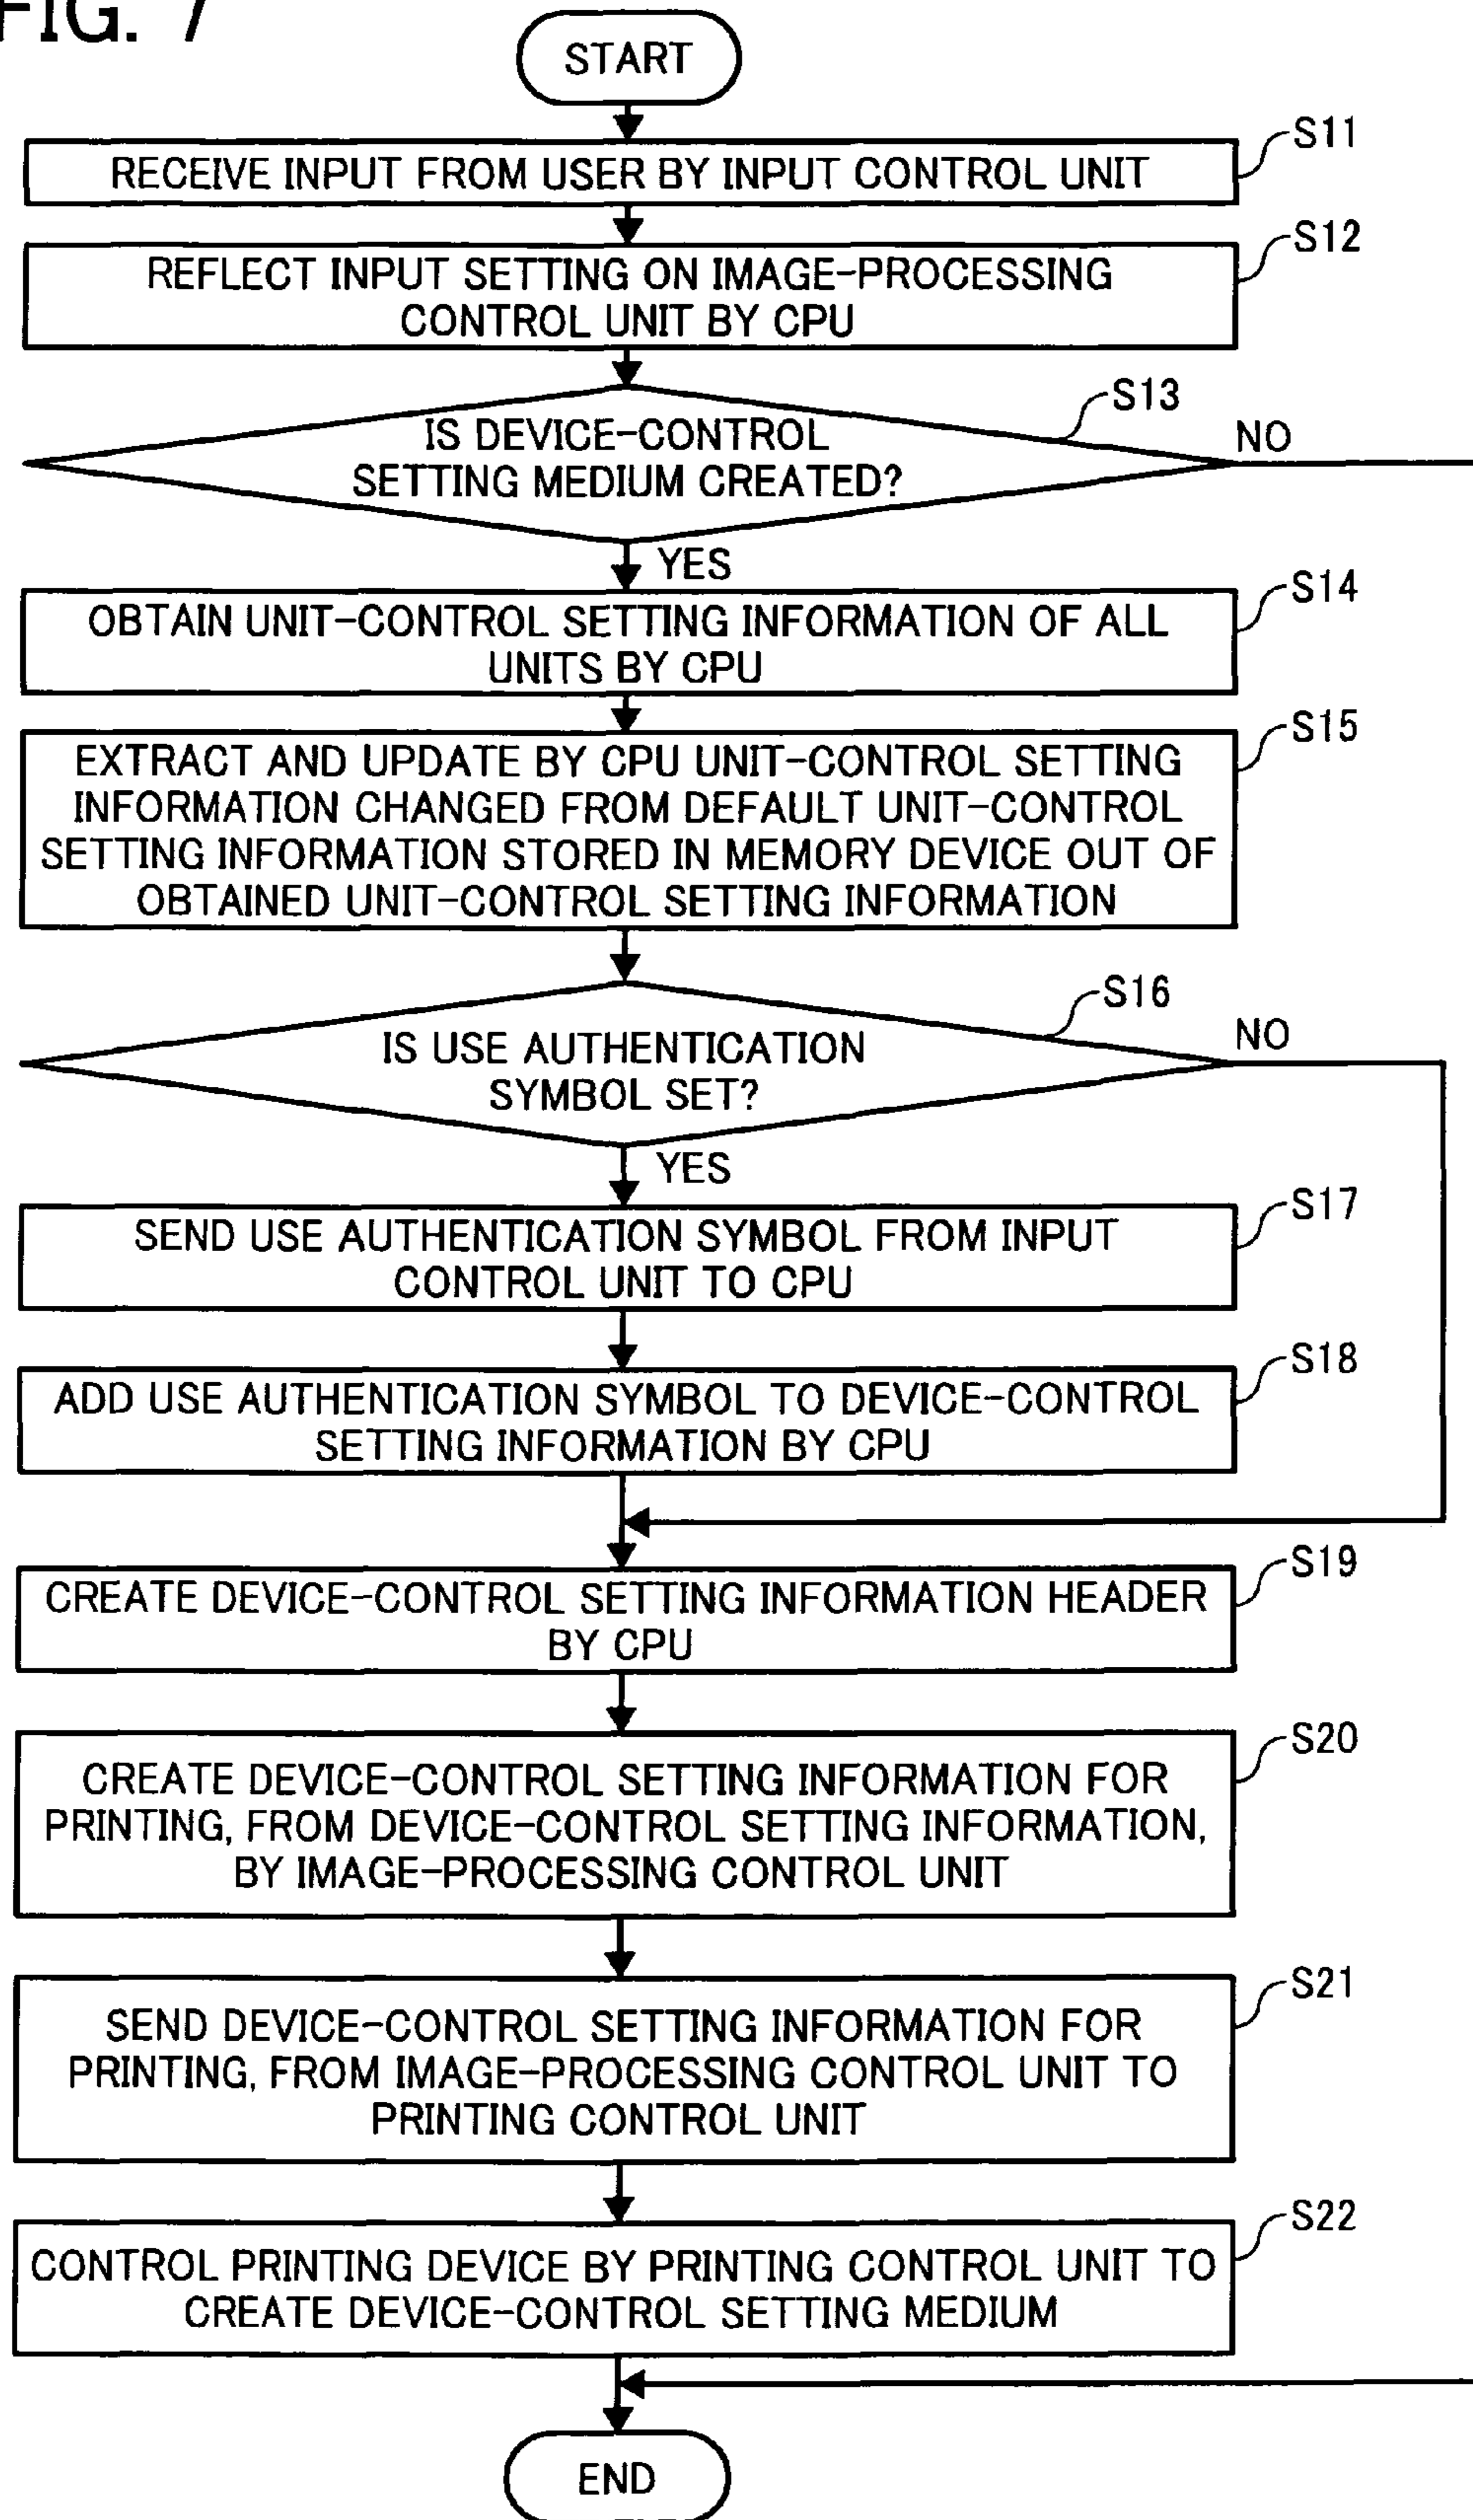 FIG. 7
START
RECEIVE INPUT FROM USER BY INPUT CONTROL UNIT
S11
REFLECT INPUT SETTING ON IMAGE-PROCESSING
CONTROL UNIT BY CPU
S12
IS DEVICE-CONTROL
SETTING MEDIUM CREATED?
S13
NO
YES
OBTAIN UNIT-CONTROL SETTING INFORMATION OF ALL
UNITS BY CPU
S14
EXTRACT AND UPDATE BY CPU UNIT-CONTROL SETTING
INFORMATION CHANGED FROM DEFAULT UNIT-CONTROL
SETTING INFORMATION STORED IN MEMORY DEVICE OUT OF
OBTAINED UNIT-CONTROL SETTING INFORMATION
S15
IS USE AUTHENTICATION
SYMBOL SET?
S16
NO
YES
SEND USE AUTHENTICATION SYMBOL FROM INPUT
CONTROL UNIT TO CPU
S17
ADD USE AUTHENTICATION SYMBOL TO DEVICE-CONTROL
SETTING INFORMATION BY CPU
S18
CREATE DEVICE-CONTROL SETTING INFORMATION HEADER
BY CPU
S19
CREATE DEVICE-CONTROL SETTING INFORMATION FOR
PRINTING, FROM DEVICE-CONTROL SETTING INFORMATION,
BY IMAGE-PROCESSING CONTROL UNIT
S20
SEND DEVICE-CONTROL SETTING INFORMATION FOR
PRINTING, FROM IMAGE-PROCESSING CONTROL UNIT TO
PRINTING CONTROL UNIT
S21
CONTROL PRINTING DEVICE BY PRINTING CONTROL UNIT TO
CREATE DEVICE-CONTROL SETTING MEDIUM
S22
END